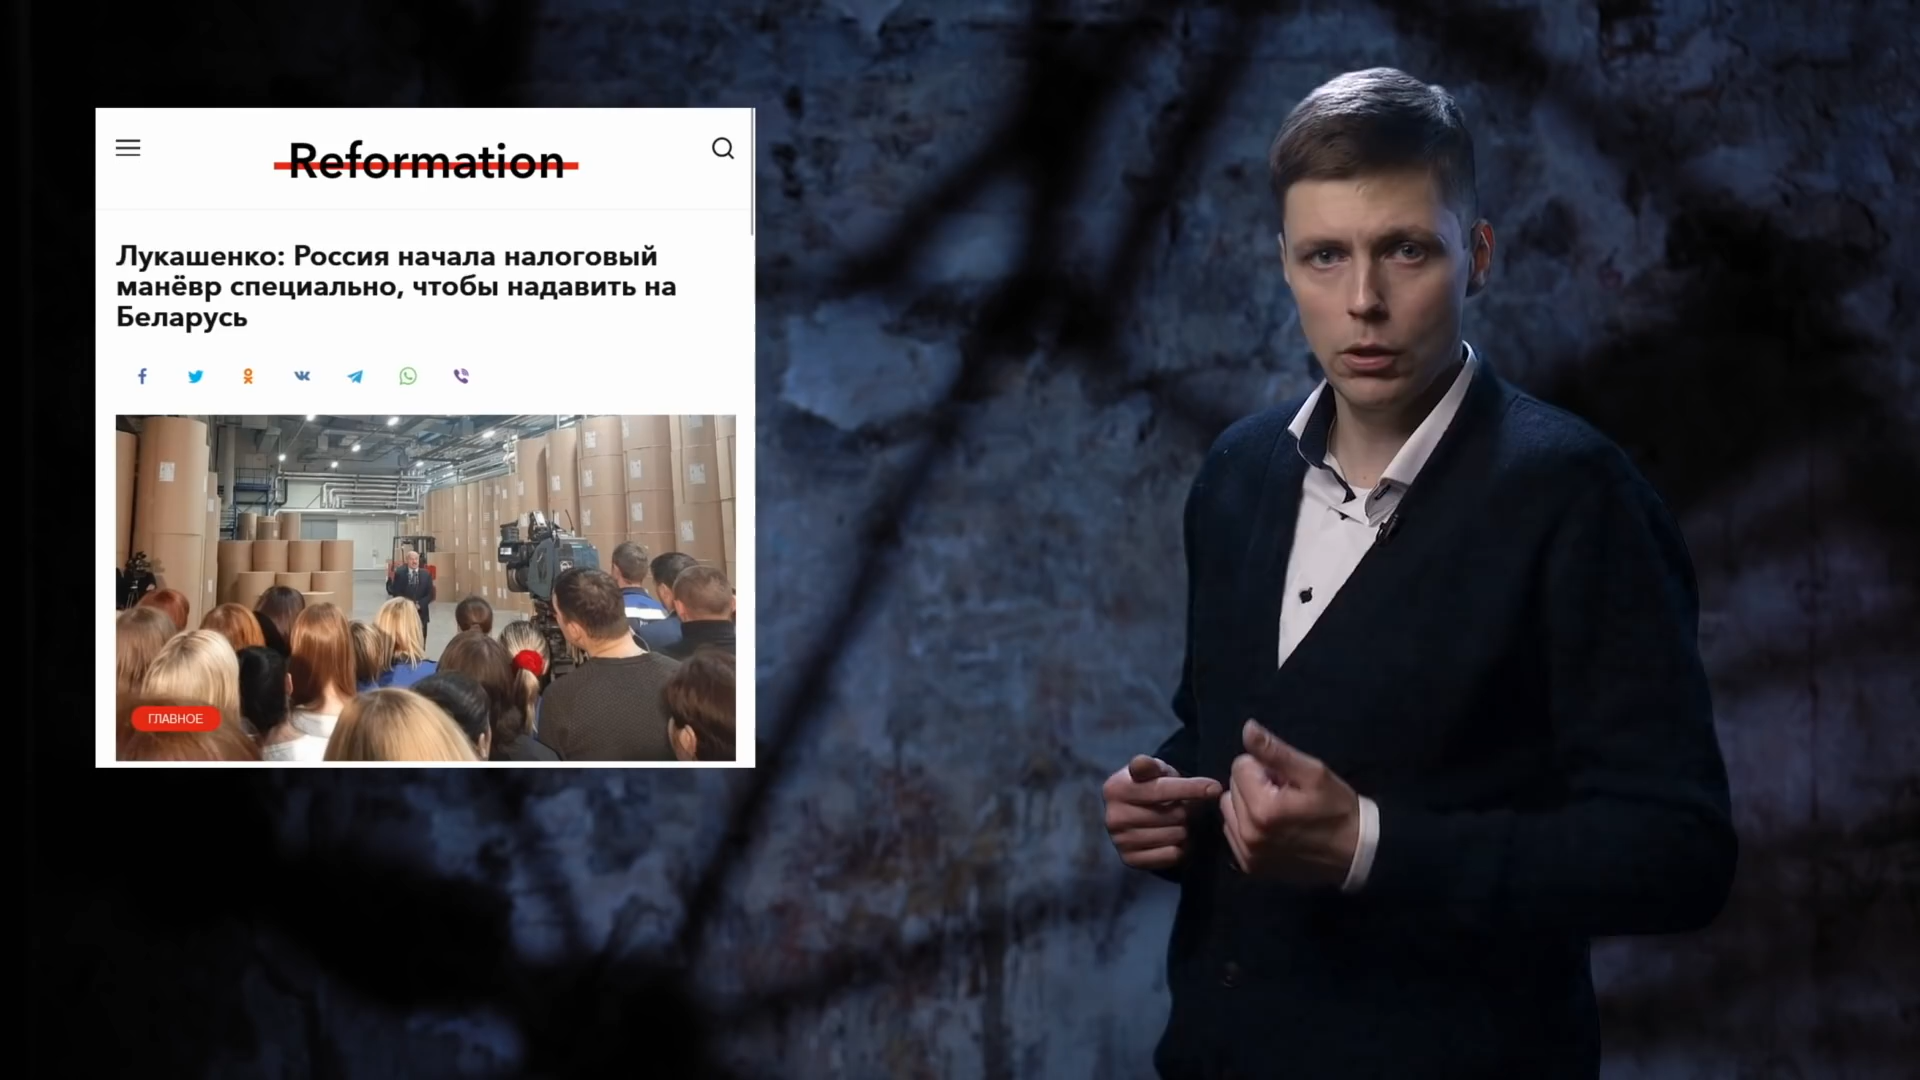 Reformation
Лукашенко: Россия начала налоговый
манёвр специально, чтобы надавить на
Беларусь
ГЛАВНОЕ